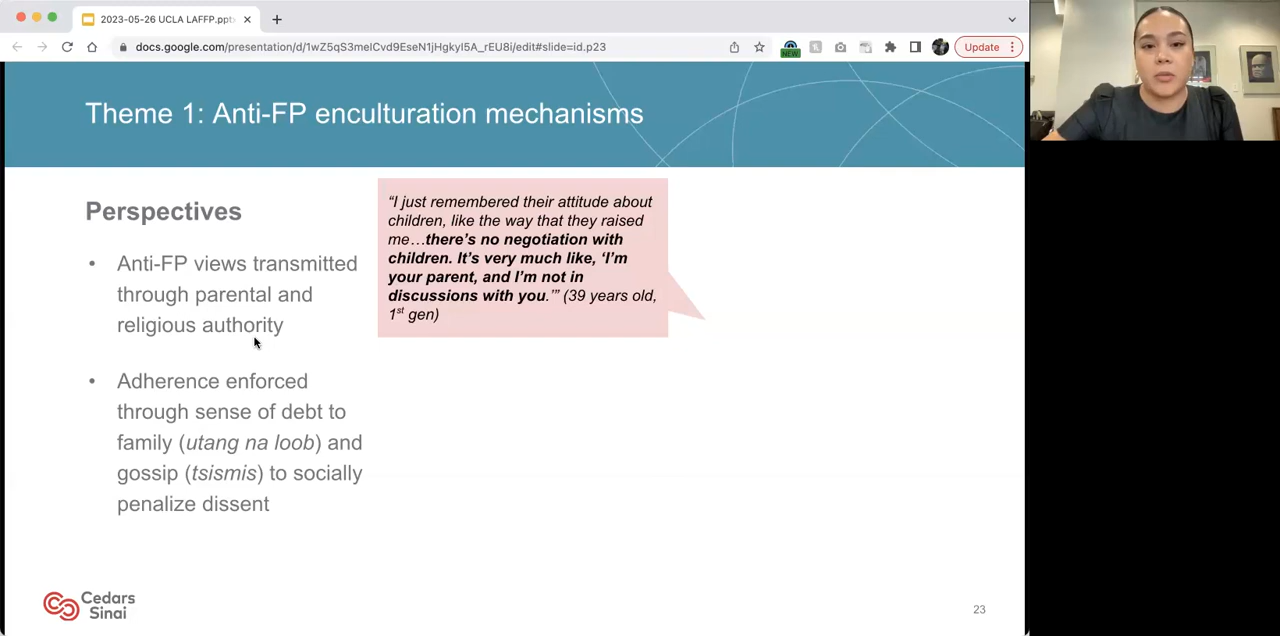 2023-05-26 UCLA LAFFP.ppt
docs.google.com/presentation/d/1wZ5qS3melCvd9EseN1jHgkyI5A_rEU8i/edit#slide=id.p23
NEW
Update
Theme 1: Anti-FP enculturation mechanisms
Perspectives
• Anti-FP views transmitted
through parental and
religious authority
• Adherence enforced
through sense of debt to
family (utang na loob) and
gossip (tsismis) to socially
penalize dissent
“I just remembered their attitude about
children, like the way that they raised
me…there’s no negotiation with
children. It’s very much like, ‘I’m
your parent, and I’m not in
discussions with you.’” (39 years old,
1st gen)
Cedars
Sinai
23